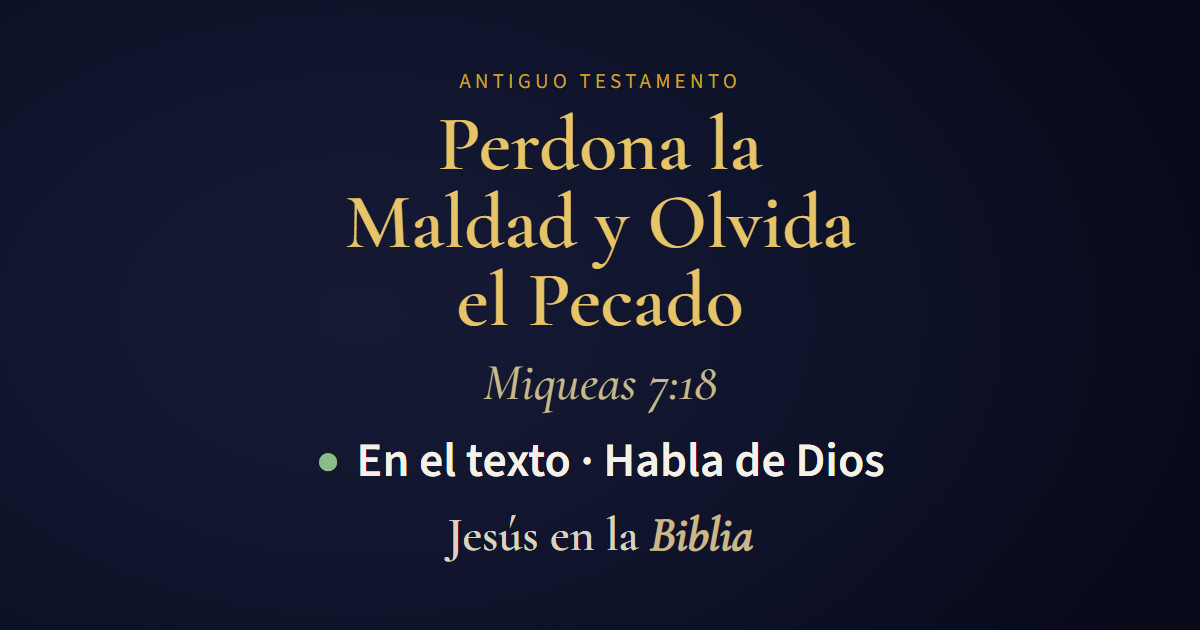 ANTIGUO TESTAMENTO
Perdona la
Maldad y Olvida
el Pecado
Miqueas 7:18
En el texto · Habla de Dios
Jesús en la Biblia